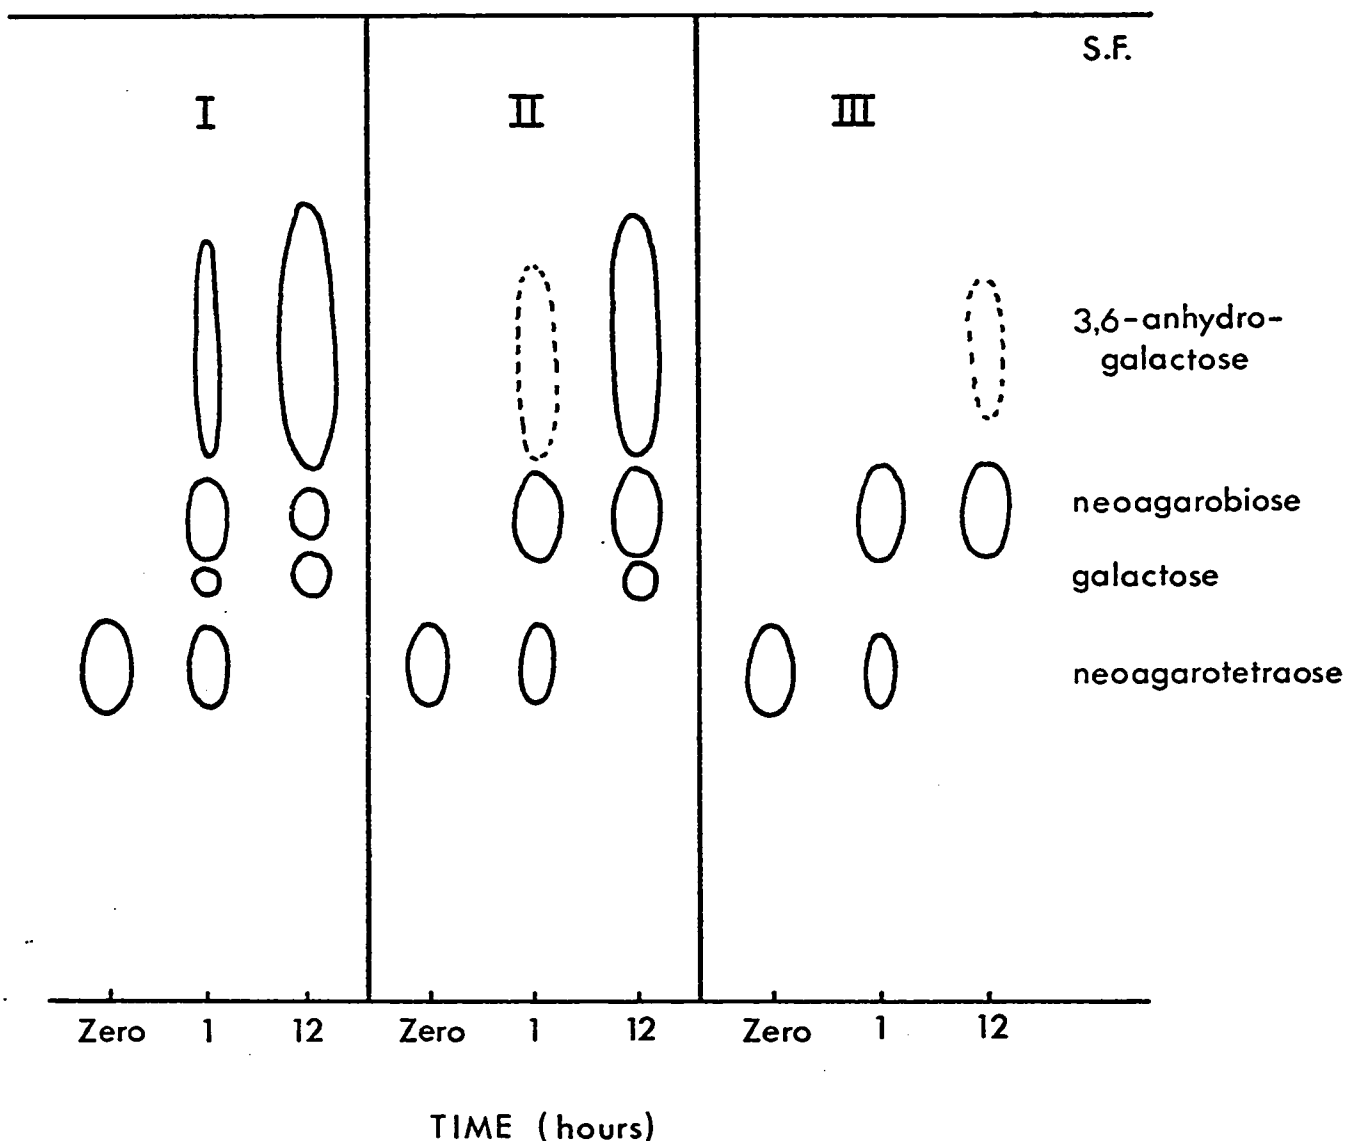 S.F.
I II III
3,6-anhydro-
galactose
neoagarobiose
galactose
neoagarotetraose
Zero 1 12 Zero 1 12 Zero 1 12
TIME (hours)